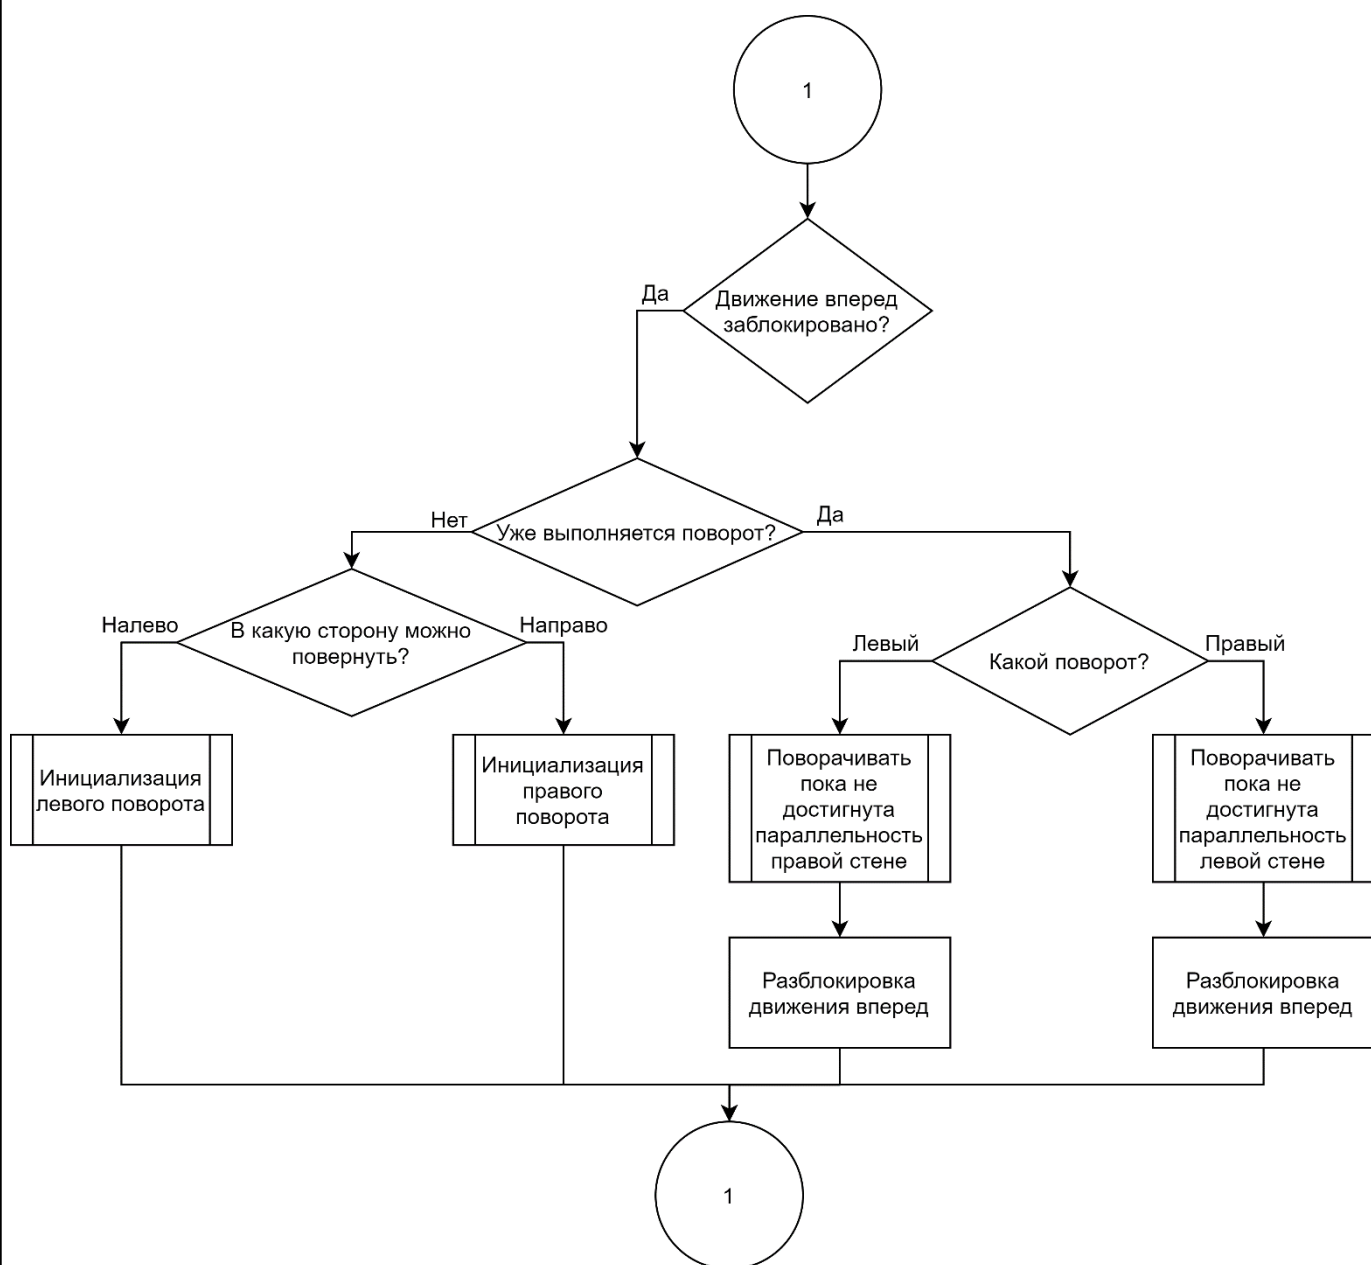 1
Да
Движение вперед
заблокировано?
Нет
Уже выполняется поворот?
Да
Налево
В какую сторону можно
повернуть?
Направо
Левый
Какой поворот?
Правый
Инициализация
левого поворота
Инициализация
правого
поворота
Поворачивать
пока не
достигнута
параллельность
правой стене
Поворачивать
пока не
достигнута
параллельность
левой стене
Разблокировка
движения вперед
Разблокировка
движения вперед
1